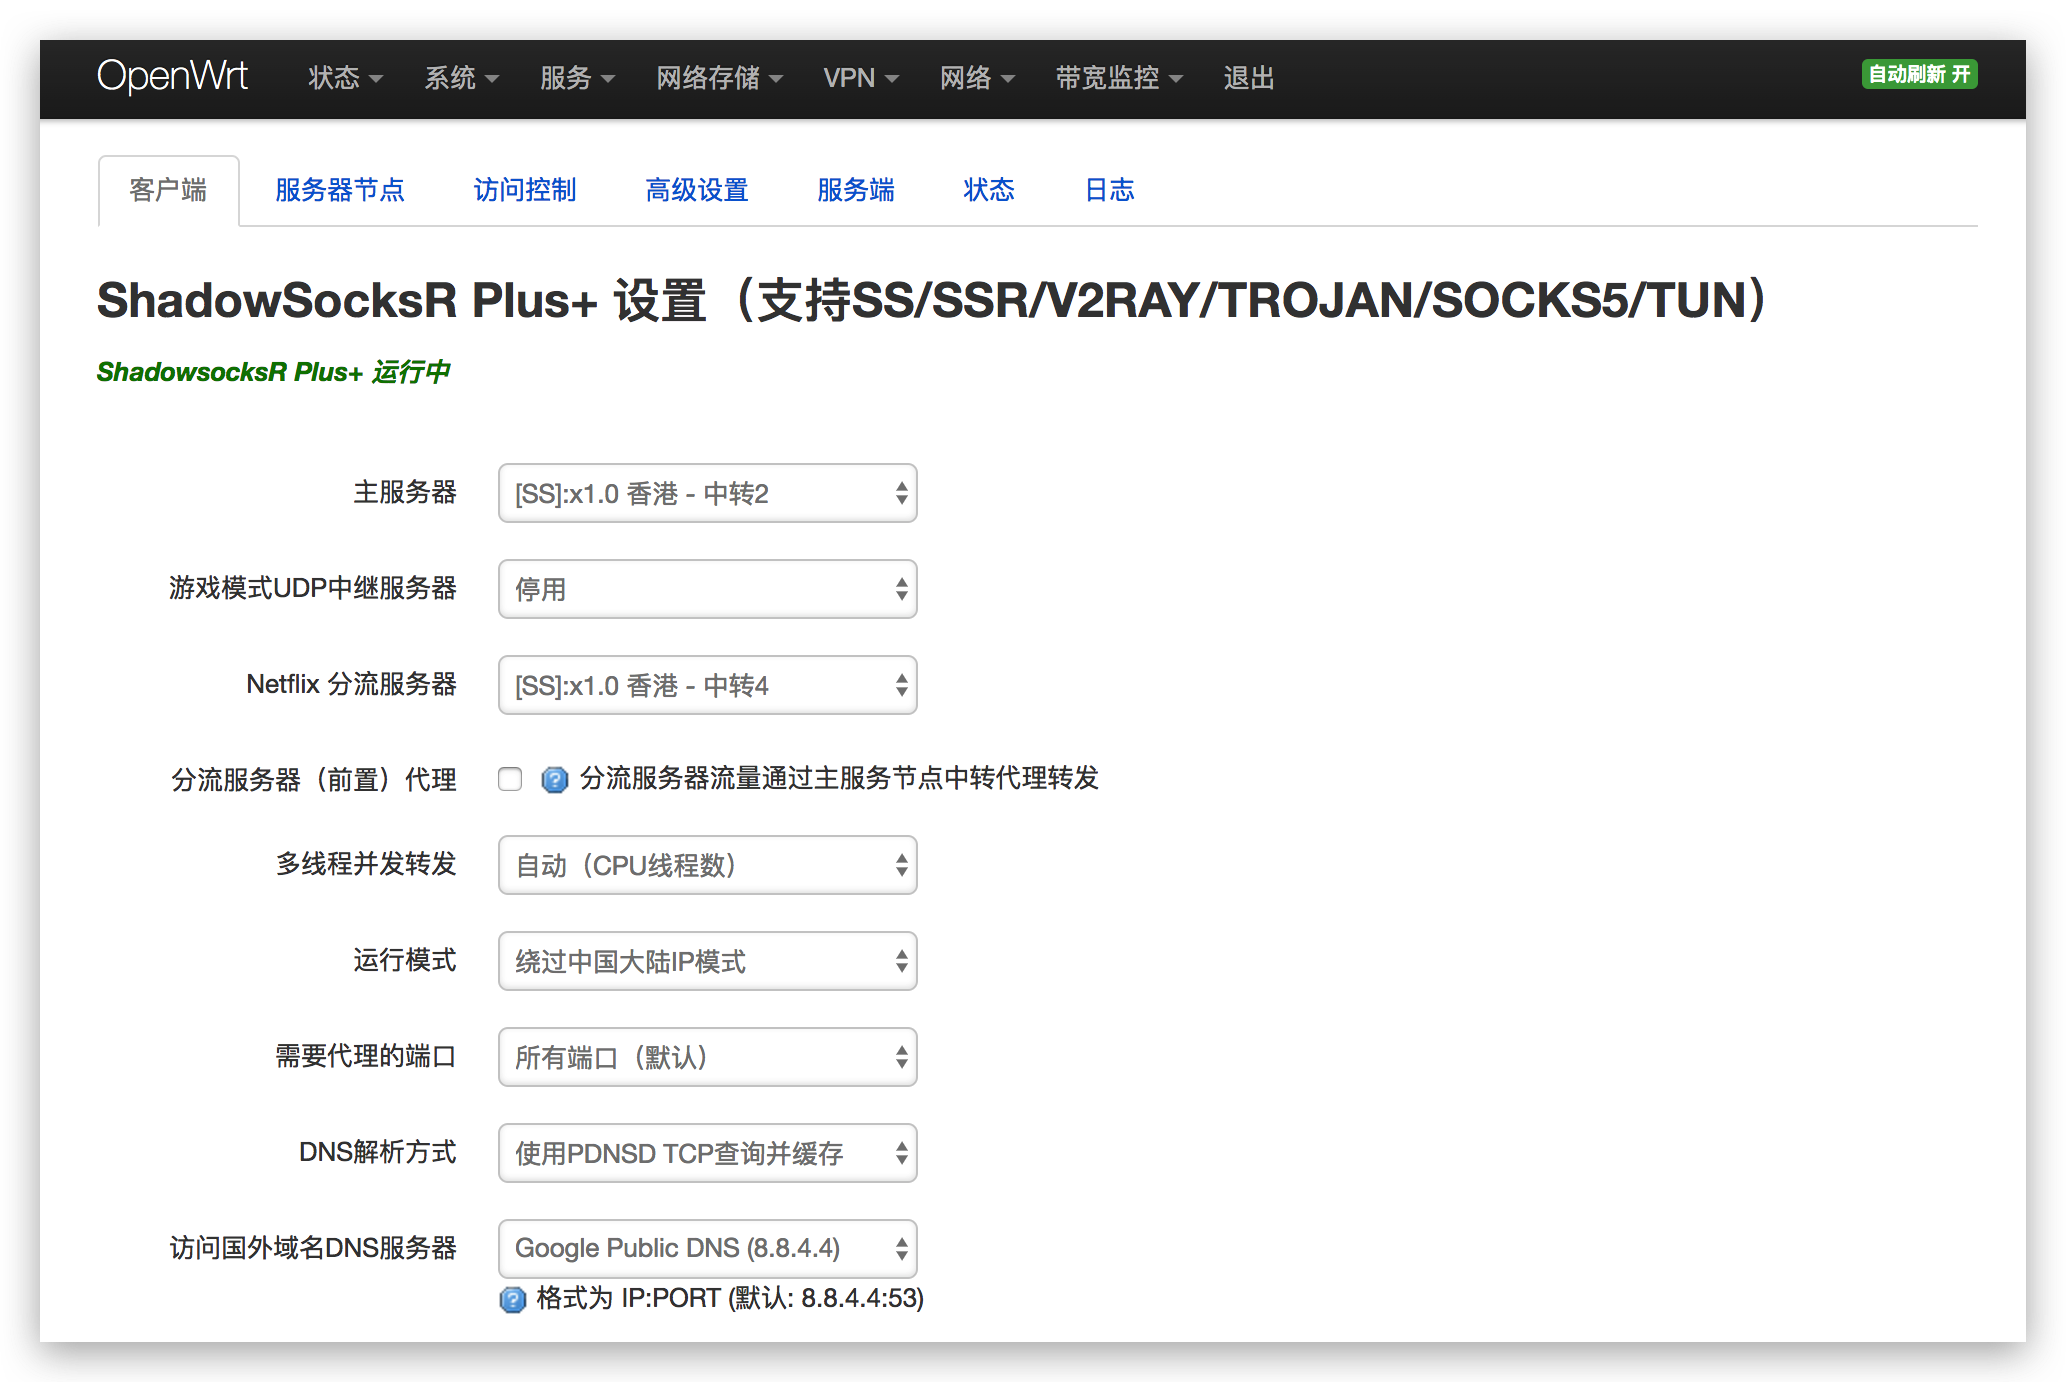 OpenWrt 状态 系统 服务 网络存储 VPN 网络 带宽监控 退出 自动刷新 开
客户端 服务器节点 访问控制 高级设置 服务端 状态 日志
ShadowSocksR Plus+ 设置（支持SS/SSR/V2RAY/TROJAN/SOCKS5/TUN）
ShadowsocksR Plus+ 运行中
主服务器 [SS]:x1.0 香港 - 中转2
游戏模式UDP中继服务器 停用
Netflix 分流服务器 [SS]:x1.0 香港 - 中转4
分流服务器（前置）代理 分流服务器流量通过主服务节点中转代理转发
多线程并发转发 自动（CPU线程数）
运行模式 绕过中国大陆IP模式
需要代理的端口 所有端口（默认）
DNS解析方式 使用PDNSD TCP查询并缓存
访问国外域名DNS服务器 Google Public DNS (8.8.4.4)
格式为 IP:PORT (默认: 8.8.4.4:53)